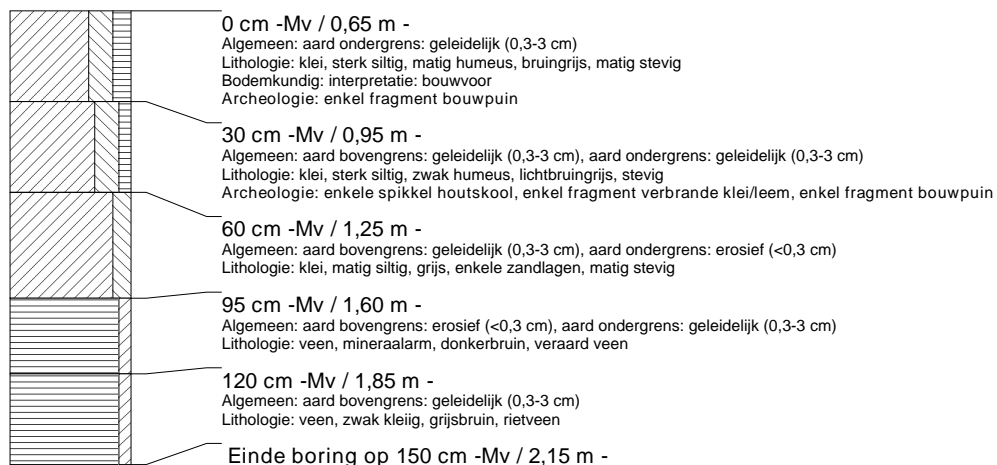 0 cm -Mv / 0,65 m -
Algemeen: aard ondergrens: geleidelijk (0,3-3 cm)
Lithologie: klei, sterk siltig, matig humeus, bruingrijs, matig stevig
Bodemkundig: interpretatie: bouwvoor
Archeologie: enkel fragment bouwpuin
30 cm -Mv / 0,95 m -
Algemeen: aard bovengrens: geleidelijk (0,3-3 cm), aard ondergrens: geleidelijk (0,3-3 cm)
Lithologie: klei, sterk siltig, zwak humeus, lichtbruingrijs, stevig
Archeologie: enkele spikkel houtskool, enkel fragment verbrande klei/leem, enkel fragment bouwpuin
60 cm -Mv / 1,25 m -
Algemeen: aard bovengrens: geleidelijk (0,3-3 cm), aard ondergrens: erosief (<0,3 cm)
Lithologie: klei, matig siltig, grijs, enkele zandlagen, matig stevig
95 cm -Mv / 1,60 m -
Algemeen: aard bovengrens: erosief (<0,3 cm), aard ondergrens: geleidelijk (0,3-3 cm)
Lithologie: veen, mineraalarm, donkerbruin, veraard veen
120 cm -Mv / 1,85 m -
Algemeen: aard bovengrens: geleidelijk (0,3-3 cm)
Lithologie: veen, zwak kleiig, grijsbruin, rietveen
Einde boring op 150 cm -Mv / 2,15 m -